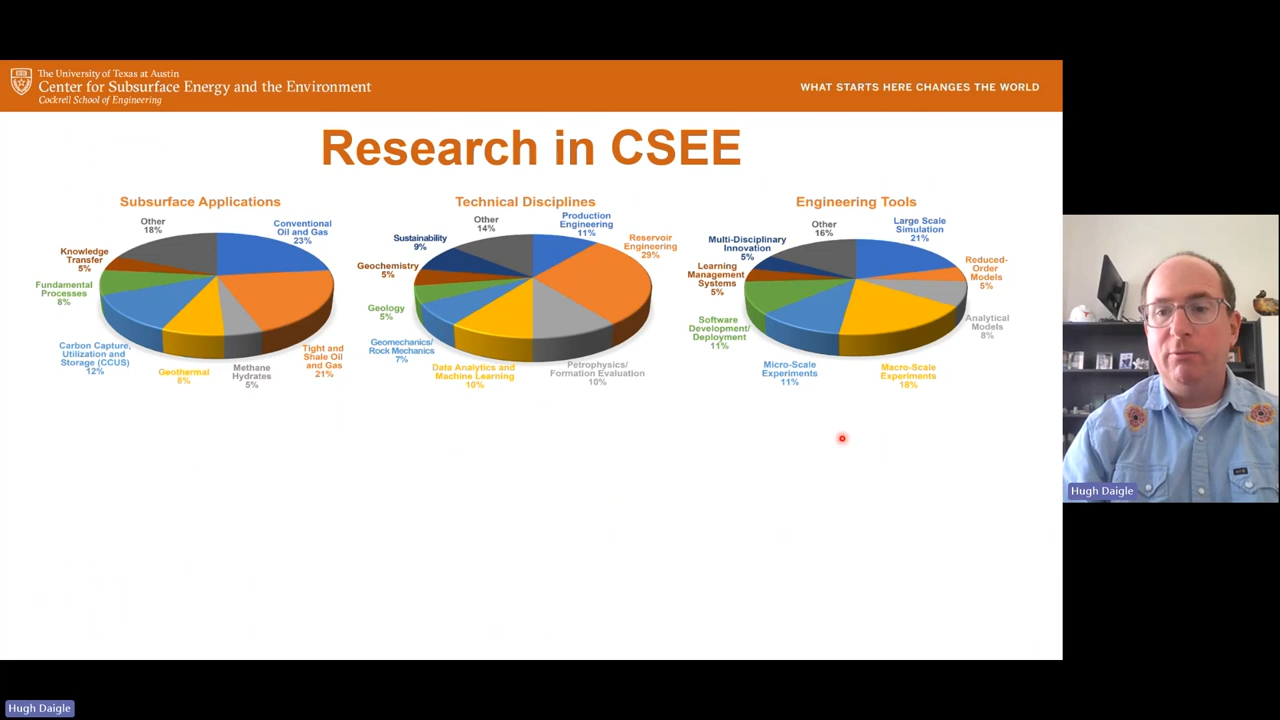 The University of Texas at Austin
Center for Subsurface Energy and the Environment
Cockrell School of Engineering
WHAT STARTS HERE CHANGES THE WORLD
Research in CSEE
Subsurface Applications
Other
18%
Conventional
Oil and Gas
23%
Knowledge
Transfer
5%
Fundamental
Processes
8%
Carbon Capture,
Utilization and
Storage (CCUS)
12%
Geothermal
8%
Methane
Hydrates
5%
Tight and
Shale Oil
and Gas
21%
Technical Disciplines
Other
14%
Production
Engineering
11%
Sustainability
9%
Reservoir
Engineering
29%
Geochemistry
5%
Geology
5%
Geomechanics/
Rock Mechanics
7%
Data Analytics and
Machine Learning
10%
Petrophysics/
Formation Evaluation
10%
Engineering Tools
Other
16%
Large Scale
Simulation
21%
Multi-Disciplinary
Innovation
5%
Reduced-
Order
Models
5%
Learning
Management
Systems
5%
Analytical
Models
8%
Software
Development/
Deployment
11%
Micro-Scale
Experiments
11%
Macro-Scale
Experiments
18%
Hugh Daigle
Hugh Daigle